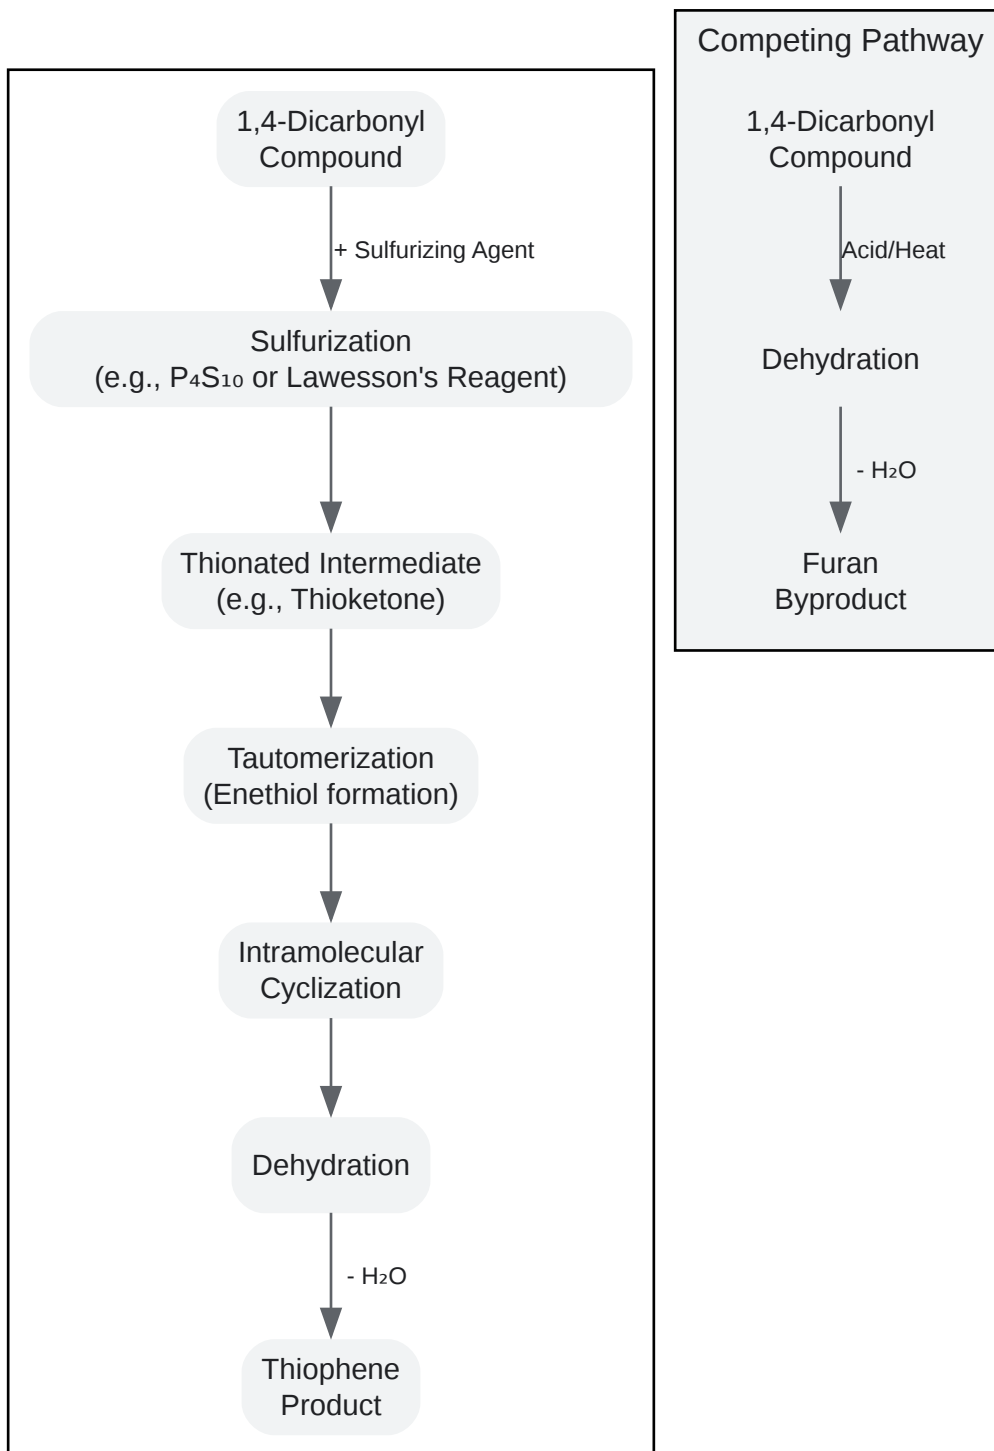 1,4-Dicarbonyl
Compound
+ Sulfurizing Agent
Sulfurization
(e.g., P₄S₁₀ or Lawesson's Reagent)
Thionated Intermediate
(e.g., Thioketone)
Tautomerization
(Enethiol formation)
Intramolecular
Cyclization
Dehydration
- H₂O
Thiophene
Product
Competing Pathway
1,4-Dicarbonyl
Compound
Acid/Heat
Dehydration
- H₂O
Furan
Byproduct